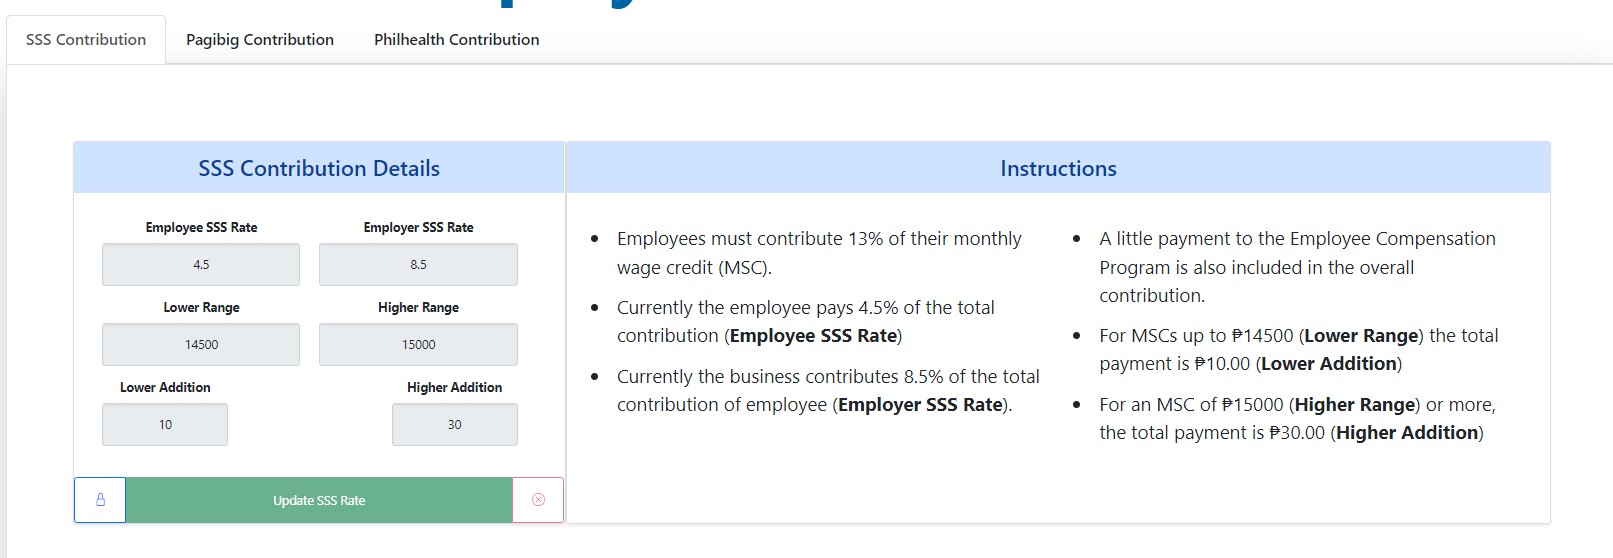 SSS Contribution
Pagibig Contribution
Philhealth Contribution
SSS Contribution Details
Employee SSS Rate
Employer SSS Rate
4.5
8.5
Lower Range
Higher Range
14500
15000
Lower Addition
Higher Addition
10
30
Update SSS Rate
Instructions
Employees must contribute 13% of their monthly
wage credit (MSC).
Currently the employee pays 4.5% of the total
contribution (Employee SSS Rate)
Currently the business contributes 8.5% of the total
contribution of employee (Employer SSS Rate).
A little payment to the Employee Compensation
Program is also included in the overall
contribution.
For MSCs up to ₱14500 (Lower Range) the total
payment is ₱10.00 (Lower Addition)
For an MSC of ₱15000 (Higher Range) or more,
the total payment is ₱30.00 (Higher Addition)